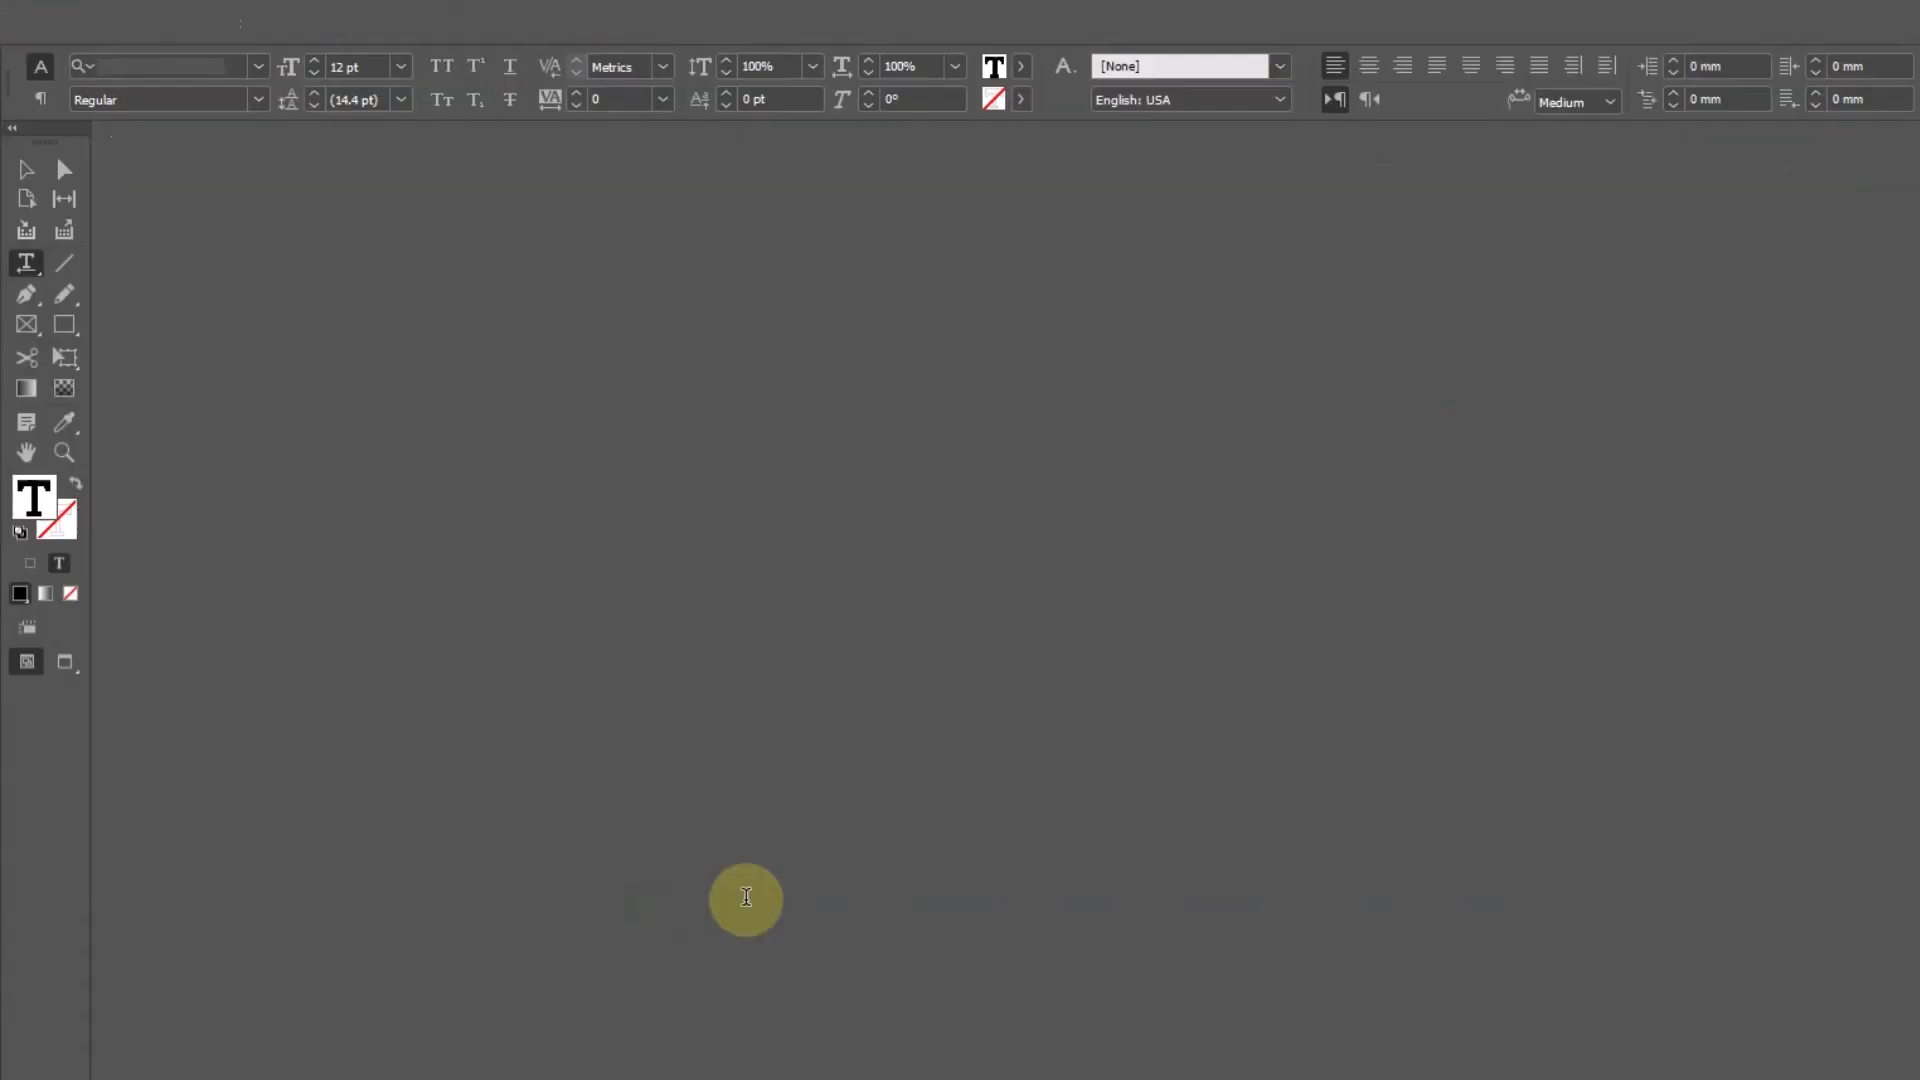 12 pt Metrics 100% 100% [None] 0 mm 0 mm
Regular (14.4 pt) 0 0 pt 0° English: USA Medium 0 mm 0 mm